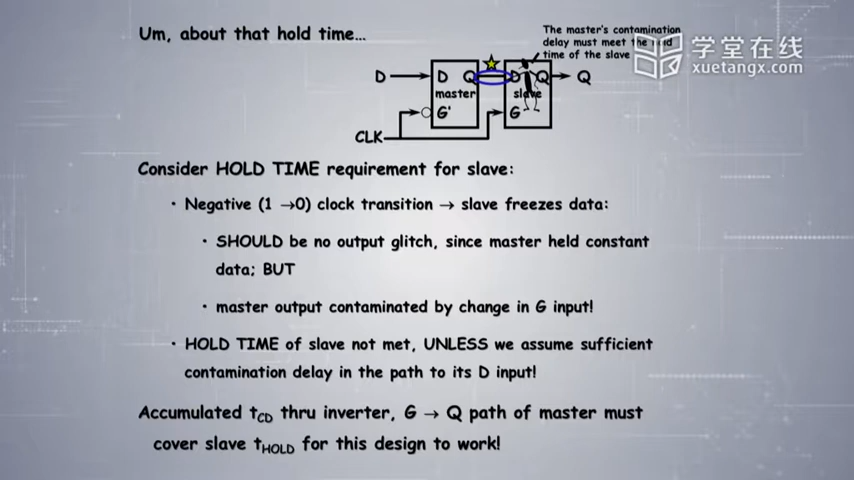 Um, about that hold time…
The master's contamination
delay must meet the hold
time of the slave
学堂在线
xuetangx.com
D D Q D Q Q
master slave
G' G
CLK
Consider HOLD TIME requirement for slave:
• Negative (1 →0) clock transition → slave freezes data:
• SHOULD be no output glitch, since master held constant
data; BUT
• master output contaminated by change in G input!
• HOLD TIME of slave not met, UNLESS we assume sufficient
contamination delay in the path to its D input!
Accumulated tCD thru inverter, G → Q path of master must
cover slave tHOLD for this design to work!